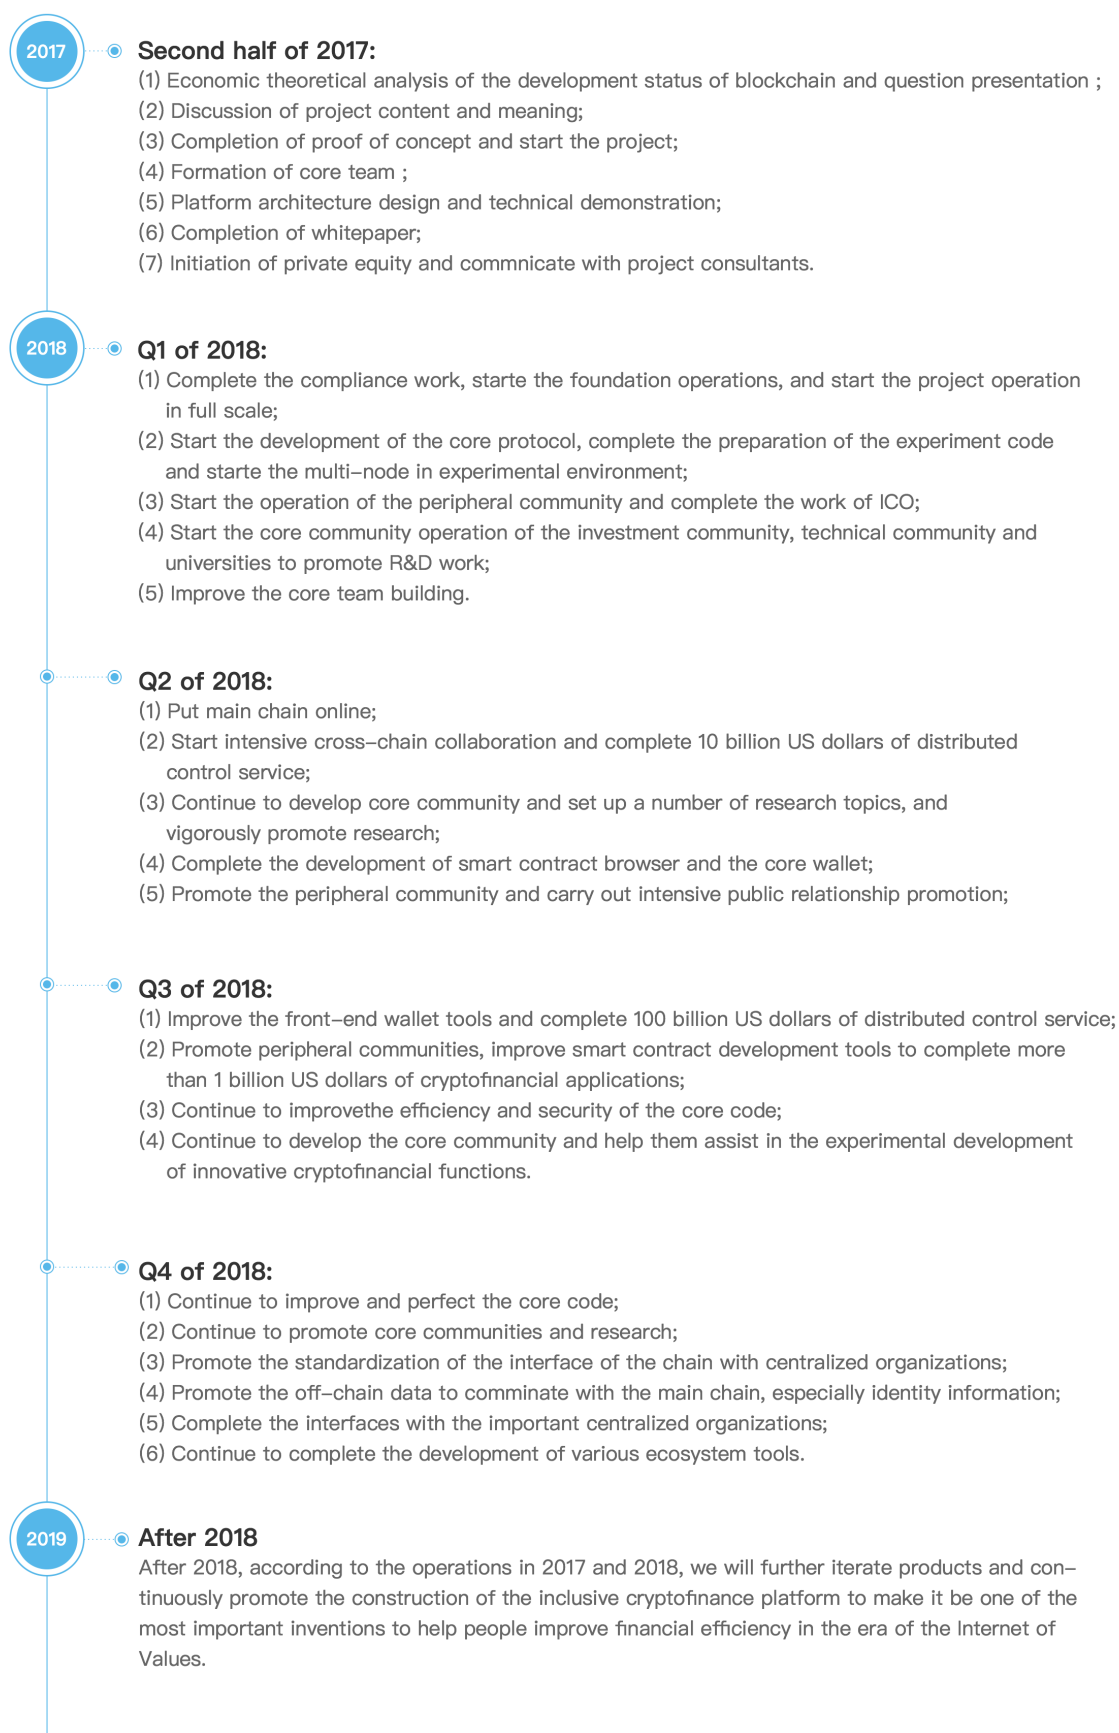 2017
Second half of 2017:
(1) Economic theoretical analysis of the development status of blockchain and question presentation ;
(2) Discussion of project content and meaning;
(3) Completion of proof of concept and start the project;
(4) Formation of core team ;
(5) Platform architecture design and technical demonstration;
(6) Completion of whitepaper;
(7) Initiation of private equity and commnicate with project consultants.
2018
Q1 of 2018:
(1) Complete the compliance work, starte the foundation operations, and start the project operation
in full scale;
(2) Start the development of the core protocol, complete the preparation of the experiment code
and starte the multi-node in experimental environment;
(3) Start the operation of the peripheral community and complete the work of ICO;
(4) Start the core community operation of the investment community, technical community and
universities to promote R&D work;
(5) Improve the core team building.
Q2 of 2018:
(1) Put main chain online;
(2) Start intensive cross-chain collaboration and complete 10 billion US dollars of distributed
control service;
(3) Continue to develop core community and set up a number of research topics, and
vigorously promote research;
(4) Complete the development of smart contract browser and the core wallet;
(5) Promote the peripheral community and carry out intensive public relationship promotion;
Q3 of 2018:
(1) Improve the front-end wallet tools and complete 100 billion US dollars of distributed control service;
(2) Promote peripheral communities, improve smart contract development tools to complete more
than 1 billion US dollars of cryptofinancial applications;
(3) Continue to improvethe efficiency and security of the core code;
(4) Continue to develop the core community and help them assist in the experimental development
of innovative cryptofinancial functions.
Q4 of 2018:
(1) Continue to improve and perfect the core code;
(2) Continue to promote core communities and research;
(3) Promote the standardization of the interface of the chain with centralized organizations;
(4) Promote the off-chain data to comminate with the main chain, especially identity information;
(5) Complete the interfaces with the important centralized organizations;
(6) Continue to complete the development of various ecosystem tools.
2019
After 2018
After 2018, according to the operations in 2017 and 2018, we will further iterate products and con-
tinuously promote the construction of the inclusive cryptofinance platform to make it be one of the
most important inventions to help people improve financial efficiency in the era of the Internet of
Values.